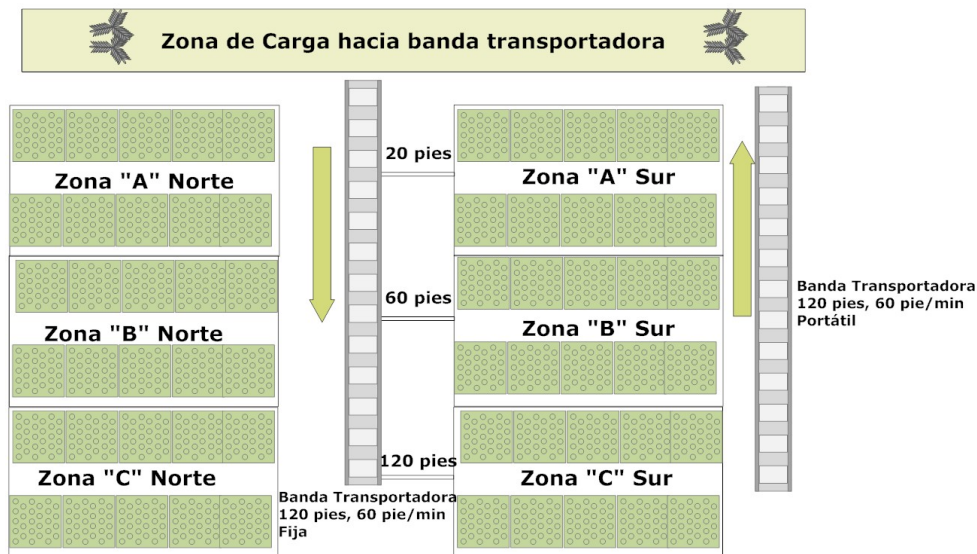 Zona de Carga hacia banda transportadora
20 pies
Zona "A" Norte
Zona "A" Sur
Banda Transportadora
120 pies, 60 pie/min
Portátil
60 pies
Zona "B" Norte
Zona "B" Sur
120 pies
Zona "C" Norte
Zona "C" Sur
Banda Transportadora
120 pies, 60 pie/min
Fija